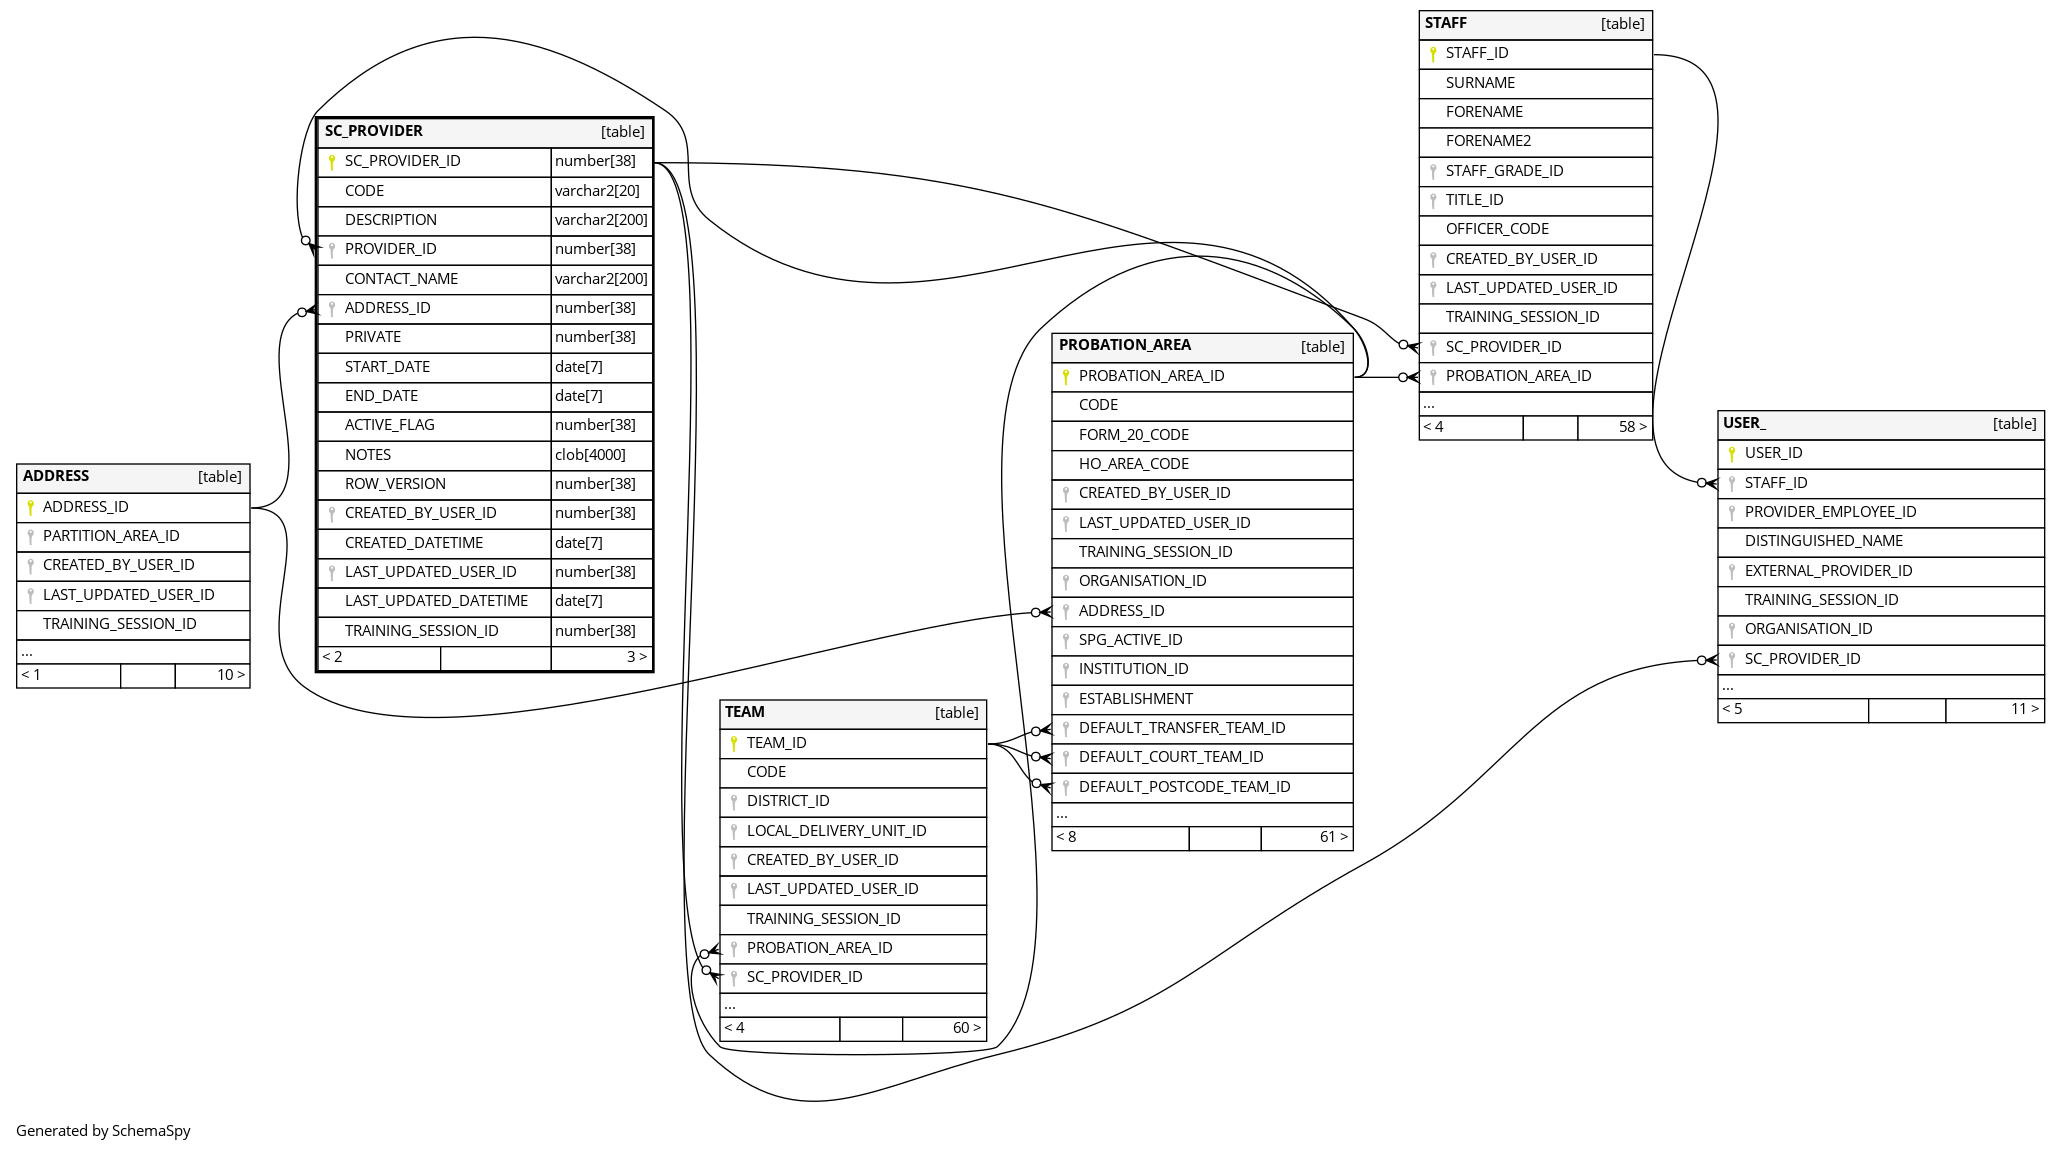 STAFF [table]
STAFF_ID
SURNAME
FORENAME
FORENAME2
STAFF_GRADE_ID
TITLE_ID
OFFICER_CODE
CREATED_BY_USER_ID
LAST_UPDATED_USER_ID
TRAINING_SESSION_ID
SC_PROVIDER_ID
PROBATION_AREA_ID
...
< 4 58 >
SC_PROVIDER [table]
SC_PROVIDER_ID number[38]
CODE varchar2[20]
DESCRIPTION varchar2[200]
PROVIDER_ID number[38]
CONTACT_NAME varchar2[200]
ADDRESS_ID number[38]
PRIVATE number[38]
START_DATE date[7]
END_DATE date[7]
ACTIVE_FLAG number[38]
NOTES clob[4000]
ROW_VERSION number[38]
CREATED_BY_USER_ID number[38]
CREATED_DATETIME date[7]
LAST_UPDATED_USER_ID number[38]
LAST_UPDATED_DATETIME date[7]
TRAINING_SESSION_ID number[38]
< 2 3 >
PROBATION_AREA [table]
PROBATION_AREA_ID
CODE
FORM_20_CODE
HO_AREA_CODE
CREATED_BY_USER_ID
LAST_UPDATED_USER_ID
TRAINING_SESSION_ID
ORGANISATION_ID
ADDRESS_ID
SPG_ACTIVE_ID
INSTITUTION_ID
ESTABLISHMENT
DEFAULT_TRANSFER_TEAM_ID
DEFAULT_COURT_TEAM_ID
DEFAULT_POSTCODE_TEAM_ID
...
< 8 61 >
USER_ [table]
USER_ID
STAFF_ID
PROVIDER_EMPLOYEE_ID
DISTINGUISHED_NAME
EXTERNAL_PROVIDER_ID
TRAINING_SESSION_ID
ORGANISATION_ID
SC_PROVIDER_ID
...
< 5 11 >
ADDRESS [table]
ADDRESS_ID
PARTITION_AREA_ID
CREATED_BY_USER_ID
LAST_UPDATED_USER_ID
TRAINING_SESSION_ID
...
< 1 10 >
TEAM [table]
TEAM_ID
CODE
DISTRICT_ID
LOCAL_DELIVERY_UNIT_ID
CREATED_BY_USER_ID
LAST_UPDATED_USER_ID
TRAINING_SESSION_ID
PROBATION_AREA_ID
SC_PROVIDER_ID
...
< 4 60 >
Generated by SchemaSpy